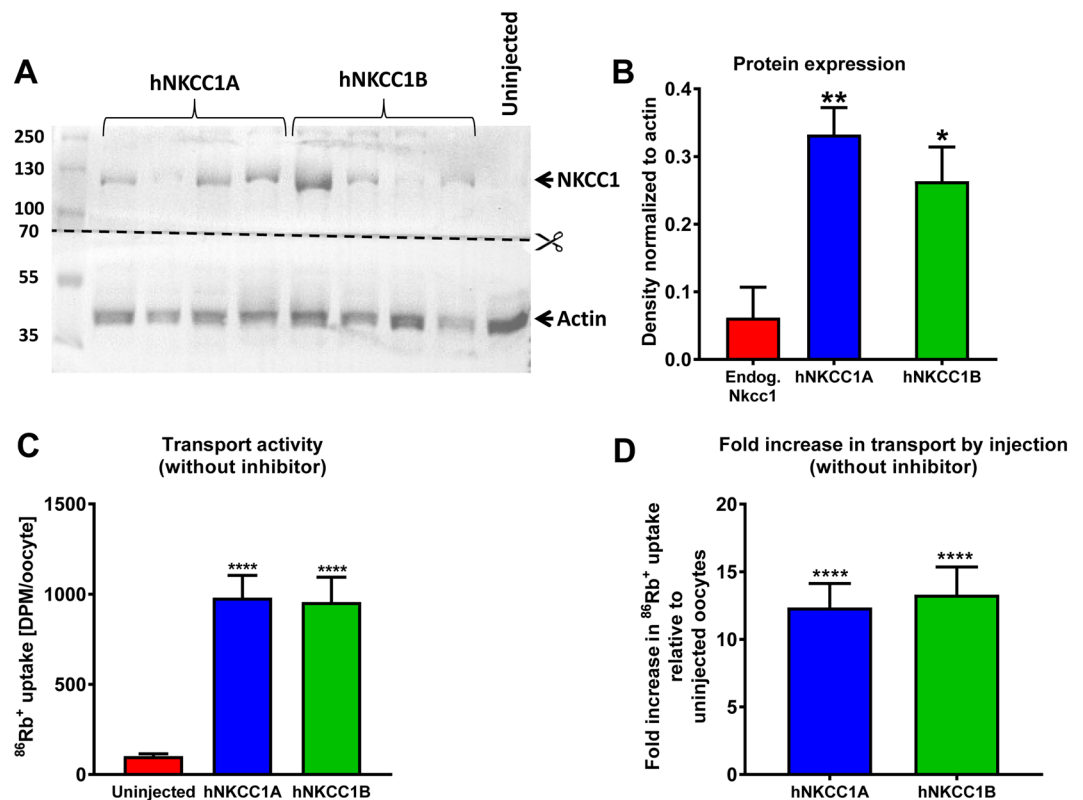 A
hNKCC1A
hNKCC1B
Uninjected
250
130
100
70
55
35
NKCC1
Actin
B
Protein expression
Density normalized to actin
0.4
0.3
0.2
0.1
0.0
**
*
Endog.
Nkcc1
hNKCC1A
hNKCC1B
C
Transport activity
(without inhibitor)
⁸⁶Rb⁺ uptake [DPM/oocyte]
1500
1000
500
0
****
****
Uninjected
hNKCC1A
hNKCC1B
D
Fold increase in transport by injection
(without inhibitor)
Fold increase in ⁸⁶Rb⁺ uptake
relative to
uninjected oocytes
20
15
10
5
0
****
****
hNKCC1A
hNKCC1B